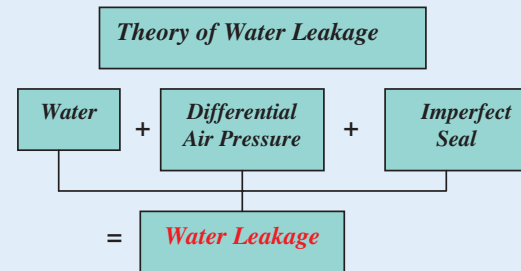 Theory of Water Leakage
Water + Differential + Imperfect
Air Pressure Seal
= Water Leakage